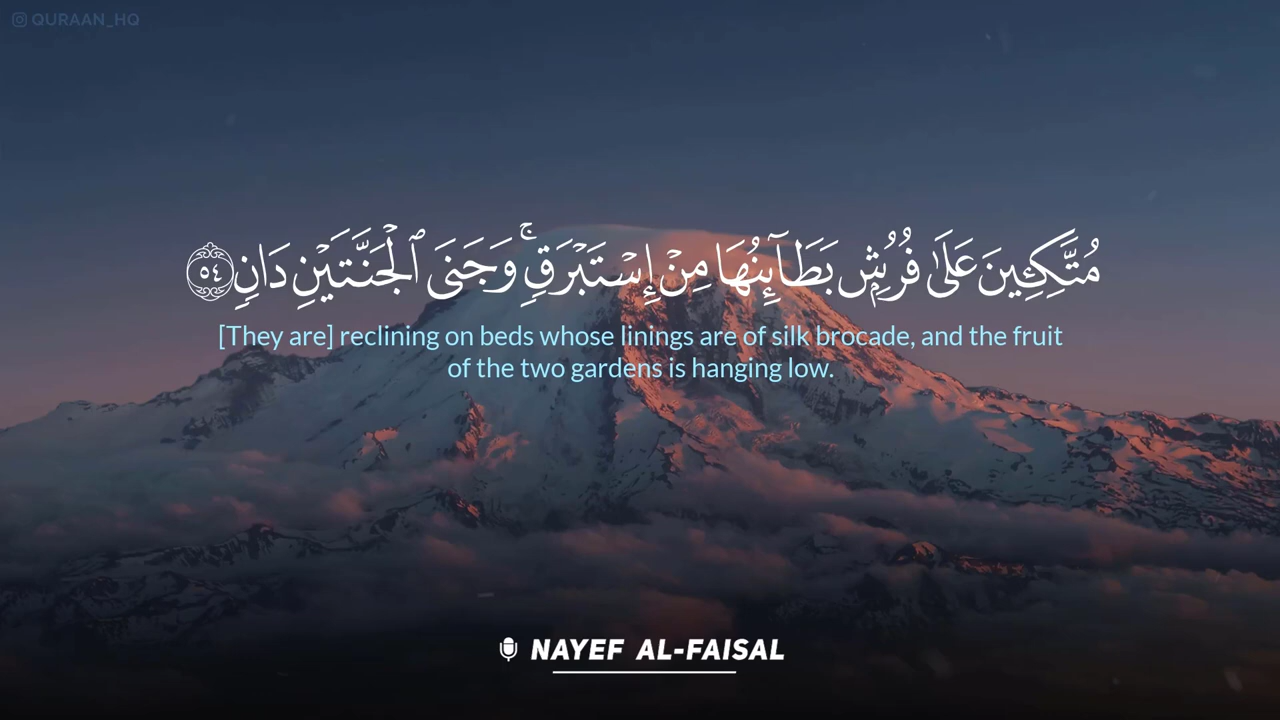 QURAAN_HQ
مُتَّكِـِٔينَ عَلَىٰ فُرُشٍۭ بَطَآئِنُهَا مِنْ إِسْتَبْرَقٍۢ ۚ وَجَنَى ٱلْجَنَّتَيْنِ دَانٍۢ ٥٤
[They are] reclining on beds whose linings are of silk brocade, and the fruit
of the two gardens is hanging low.
NAYEF AL-FAISAL